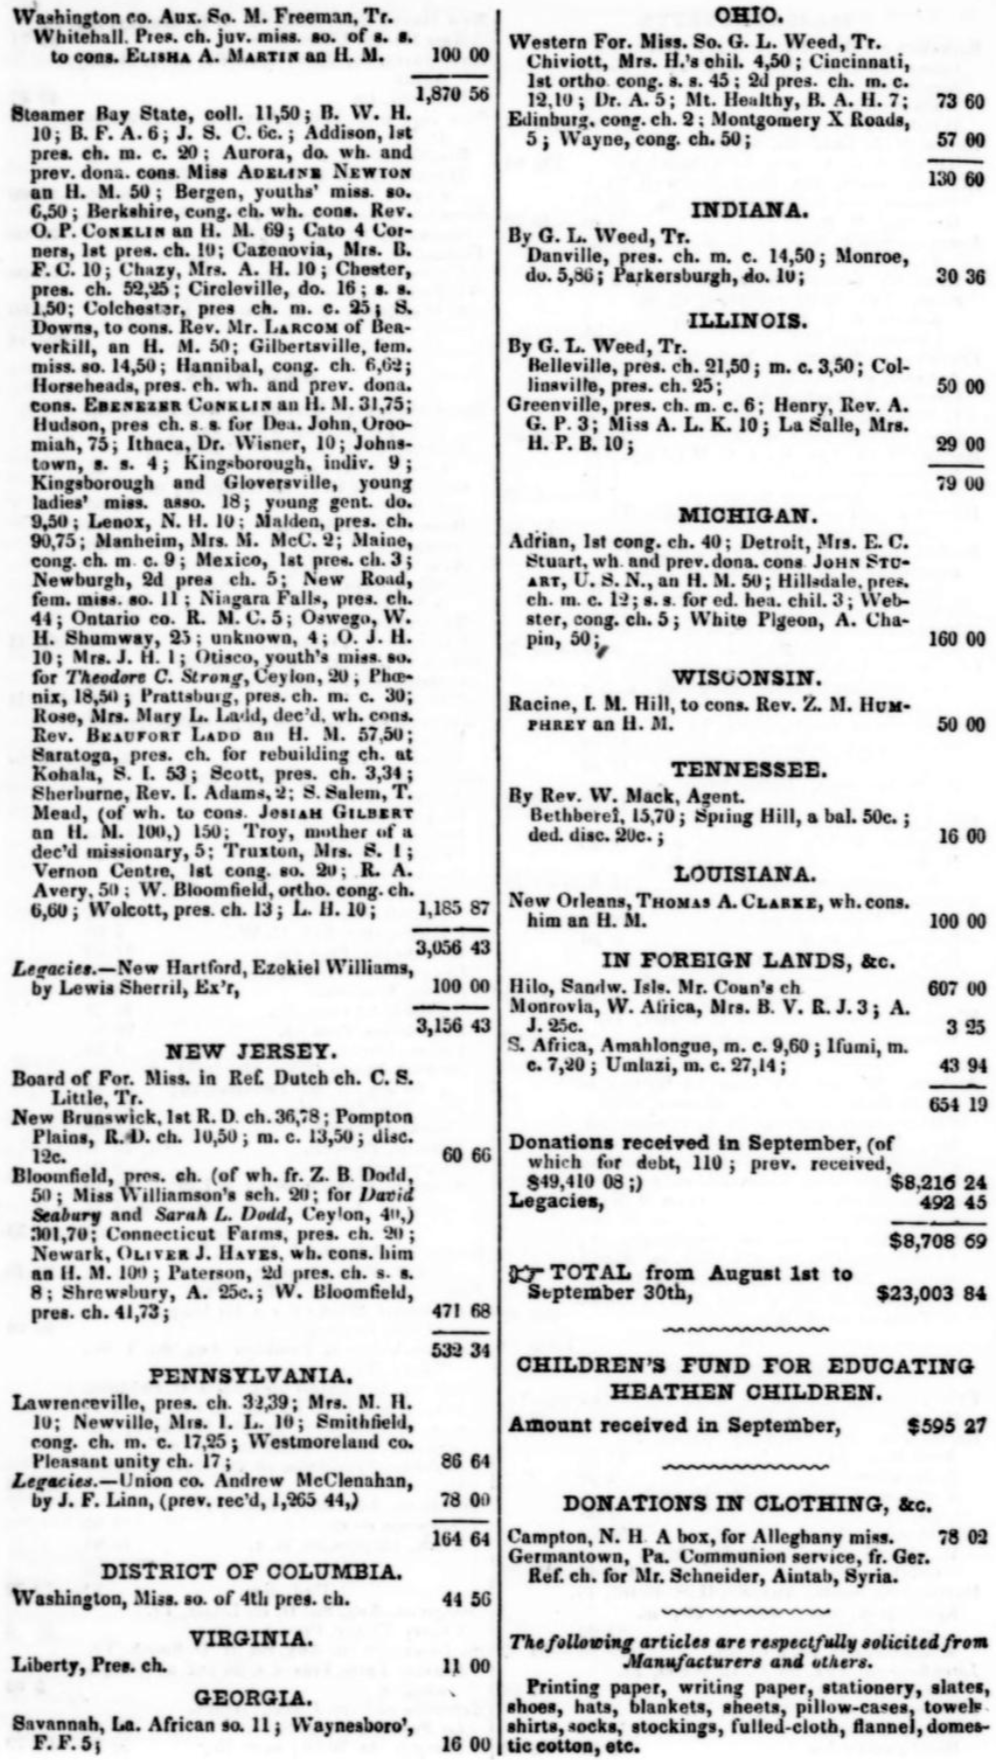 Washington co. Aux. So. M. Freeman, Tr.
Whitehall. Pres. ch. juv. miss. so. of s. s.
to cons. ELISHA A. MARTIN an H. M. 100 00
1,870 56
Steamer Bay State, coll. 11,50; B. W. H.
10; B. F. A. 6; J. S. C. 6c.; Addison, 1st
pres. ch. m. c. 20; Aurora, do. wh. and
prev. dona. cons. Miss ADELINE NEWTON
an H. M. 50; Bergen, youths' miss. so.
6,50; Berkshire, cong. ch. wh. cons. Rev.
O. P. CONKLIN an H. M. 69; Cato 4 Cor-
ners, 1st pres. ch. 10; Cazenovia, Mrs. B.
F. C. 10; Chazy, Mrs. A. H. 10; Chester,
pres. ch. 52,25; Circleville, do. 16; s. s.
1,50; Colchester, pres ch. m. c. 25; S.
Downs, to cons. Rev. Mr. LARCOM of Bea-
verkill, an H. M. 50; Gilbertsville, fem.
miss. so. 14,50; Hannibal, cong. ch. 6,62;
Horseheads, pres. ch. wh. and prev. dona.
cons. EBENEZER CONKLIN an H. M. 31,75;
Hudson, pres ch. s. s. for Dea. John, Oroo-
miah, 75; Ithaca, Dr. Wisner, 10; Johns-
town, s. s. 4; Kingsborough, indiv. 9;
Kingsborough and Gloversville, young
ladies' miss. asso. 18; young gent. do.
9,50; Lenox, N. H. 10; Malden, pres. ch.
90,75; Manheim, Mrs. M. McC. 2; Maine,
cong. ch. m. c. 9; Mexico, 1st pres. ch. 3;
Newburgh, 2d pres ch. 5; New Road,
fem. miss. so. 11; Niagara Falls, pres. ch.
44; Ontario co. R. M. C. 5; Oswego, W.
H. Shumway, 25; unknown, 4; O. J. H.
10; Mrs. J. H. 1; Otisco, youth's miss. so.
for Theodore C. Strong, Ceylon, 20; Phœ-
nix, 18,50; Prattsburg, pres. ch. m. c. 30;
Rose, Mrs. Mary L. Ladd, dec'd, wh. cons.
Rev. BEAUFORT LADD an H. M. 57,50;
Saratoga, pres. ch. for rebuilding ch. at
Kohala, S. I. 53; Scott, pres. ch. 3,34;
Sherburne, Rev. I. Adams, 2; S. Salem, T.
Mead, (of wh. to cons. JOSIAH GILBERT
an H. M. 100,) 150; Troy, mother of a
dec'd missionary, 5; Truxton, Mrs. S. 1;
Vernon Centre, 1st cong. so. 20; R. A.
Avery, 50; W. Bloomfield, ortho. cong. ch.
6,60; Wolcott, pres. ch. 13; L. H. 10; 1,185 87
3,056 43
Legacies.—New Hartford, Ezekiel Williams,
by Lewis Sherril, Ex'r, 100 00
3,156 43
NEW JERSEY.
Board of For. Miss. in Ref. Dutch ch. C. S.
Little, Tr.
New Brunswick, 1st R. D. ch. 36,78; Pompton
Plains, R. D. ch. 10,50; m. c. 13,50; disc.
12c. 60 66
Bloomfield, pres. ch. (of wh. fr. Z. B. Dodd,
50; Miss Williamson's sch. 20; for David
Seabury and Sarah L. Dodd, Ceylon, 40,)
301,70; Connecticut Farms, pres. ch. 20;
Newark, OLIVER J. HAYES, wh. cons. him
an H. M. 100; Paterson, 2d pres. ch. s. s.
8; Shrewsbury, A. 25c.; W. Bloomfield,
pres. ch. 41,73; 471 68
532 34
PENNSYLVANIA.
Lawrenceville, pres. ch. 32,39; Mrs. M. H.
10; Newville, Mrs. I. L. 10; Smithfield,
cong. ch. m. c. 17,25; Westmoreland co.
Pleasant unity ch. 17; 86 64
Legacies.—Union co. Andrew McClenahan,
by J. F. Linn, (prev. rec'd, 1,265 44,) 78 00
164 64
DISTRICT OF COLUMBIA.
Washington, Miss. so. of 4th pres. ch. 44 56
VIRGINIA.
Liberty, Pres. ch. 11 00
GEORGIA.
Savannah, La. African so. 11; Waynesboro',
F. F. 5; 16 00
OHIO.
Western For. Miss. So. G. L. Weed, Tr.
Chiviott, Mrs. H.'s chil. 4,50; Cincinnati,
1st ortho. cong. s. s. 45; 2d pres. ch. m. c.
12,10; Dr. A. 5; Mt. Healthy, B. A. H. 7; 73 60
Edinburg, cong. ch. 2; Montgomery X Roads,
5; Wayne, cong. ch. 50; 57 00
130 60
INDIANA.
By G. L. Weed, Tr.
Danville, pres. ch. m. c. 14,50; Monroe,
do. 5,86; Parkersburgh, do. 10; 30 36
ILLINOIS.
By G. L. Weed, Tr.
Belleville, pres. ch. 21,50; m. c. 3,50; Col-
linsville, pres. ch. 25; 50 00
Greenville, pres. ch. m. c. 6; Henry, Rev. A.
G. P. 3; Miss A. L. K. 10; La Salle, Mrs.
H. P. B. 10; 29 00
79 00
MICHIGAN.
Adrian, 1st cong. ch. 40; Detroit, Mrs. E. C.
Stuart, wh. and prev. dona. cons JOHN STU-
ART, U. S. N., an H. M. 50; Hillsdale, pres.
ch. m. c. 12; s. s. for ed. hea. chil. 3; Web-
ster, cong. ch. 5; White Pigeon, A. Cha-
pin, 50; 160 00
WISCONSIN.
Racine, I. M. Hill, to cons. Rev. Z. M. HUM-
PHREY an H. M. 50 00
TENNESSEE.
By Rev. W. Mack, Agent.
Bethberei, 15,70; Spring Hill, a bal. 50c.;
ded. disc. 20c.; 16 00
LOUISIANA.
New Orleans, THOMAS A. CLARKE, wh. cons.
him an H. M. 100 00
IN FOREIGN LANDS, &c.
Hilo, Sandw. Isls. Mr. Coan's ch 607 00
Monrovia, W. Africa, Mrs. B. V. R. J. 3; A.
J. 25c. 3 25
S. Africa, Amahlongue, m. c. 9,60; Ifumi, m.
c. 7,20; Umlazi, m. c. 27,14; 43 94
654 19
Donations received in September, (of
which for debt, 110; prev. received,
$49,410 08;) $8,216 24
Legacies, 492 45
$8,708 69
☞ TOTAL from August 1st to
September 30th, $23,003 84
CHILDREN'S FUND FOR EDUCATING
HEATHEN CHILDREN.
Amount received in September, $595 27
DONATIONS IN CLOTHING, &c.
Campton, N. H. A box, for Alleghany miss. 78 02
Germantown, Pa. Communion service, fr. Ger.
Ref. ch. for Mr. Schneider, Aintab, Syria.
The following articles are respectfully solicited from
Manufacturers and others.
Printing paper, writing paper, stationery, slates,
shoes, hats, blankets, sheets, pillow-cases, towels
shirts, socks, stockings, fulled-cloth, flannel, domes-
tic cotton, etc.